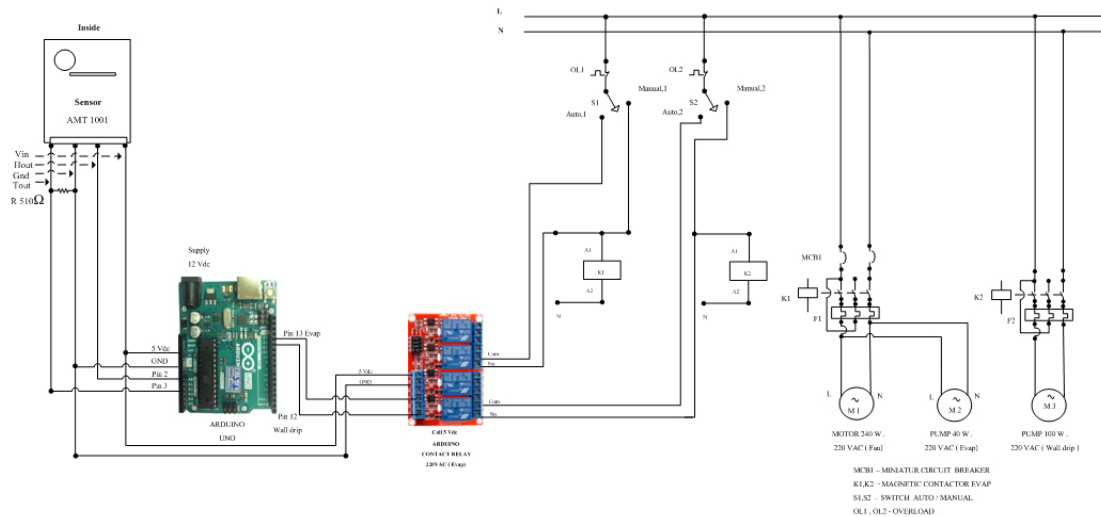 Inside
Sensor
AMT 1001
Vin
Hout
Gnd
Tout
R 510Ω
Supply
12 Vdc
5 Vdc
GND
Pin 2
Pin 3
Pin 13 Evap
Pin 12
Wall drip
ARDUINO
UNO
5 Vdc
GND
Com
No
Com
No
Coil 5 Vdc
ARDUINO
CONTACT RELAY
220VAC ( Evap)
L
N
OL1
S1
Manual,1
Auto,1
OL2
S2
Manual,2
Auto,2
A1
K1
A2
N
A1
K2
A2
N
MCB1
K1
F1
K2
F2
L
N
L
N
M 1
M 2
M 3
MOTOR 240 W .
220 VAC ( Fan)
PUMP 40 W .
220 VAC ( Evap)
PUMP 100 W .
220 VAC ( Wall drip )
MCB1 – MINIATUR CIRCUIT BREAKER
K1,K2 - MAGNETIC CONTACTOR EVAP
S1,S2 – SWITCH AUTO / MANUAL
OL1 , OL2 - OVERLOAD